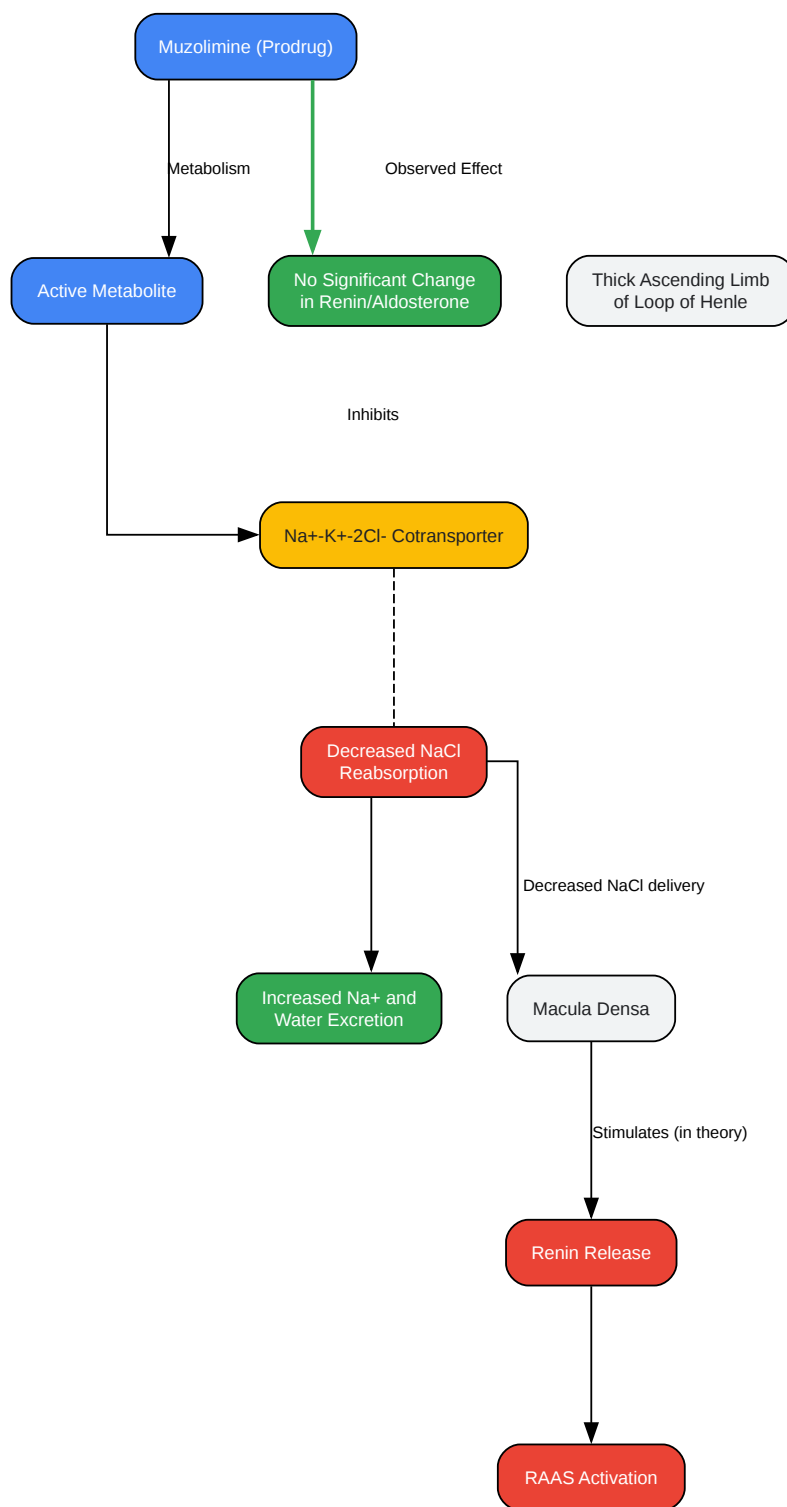 Muzolimine (Prodrug)
Metabolism
Observed Effect
Active Metabolite
No Significant Change
in Renin/Aldosterone
Thick Ascending Limb
of Loop of Henle
Inhibits
Na+-K+-2Cl- Cotransporter
Decreased NaCl
Reabsorption
Decreased NaCl delivery
Increased Na+ and
Water Excretion
Macula Densa
Stimulates (in theory)
Renin Release
RAAS Activation